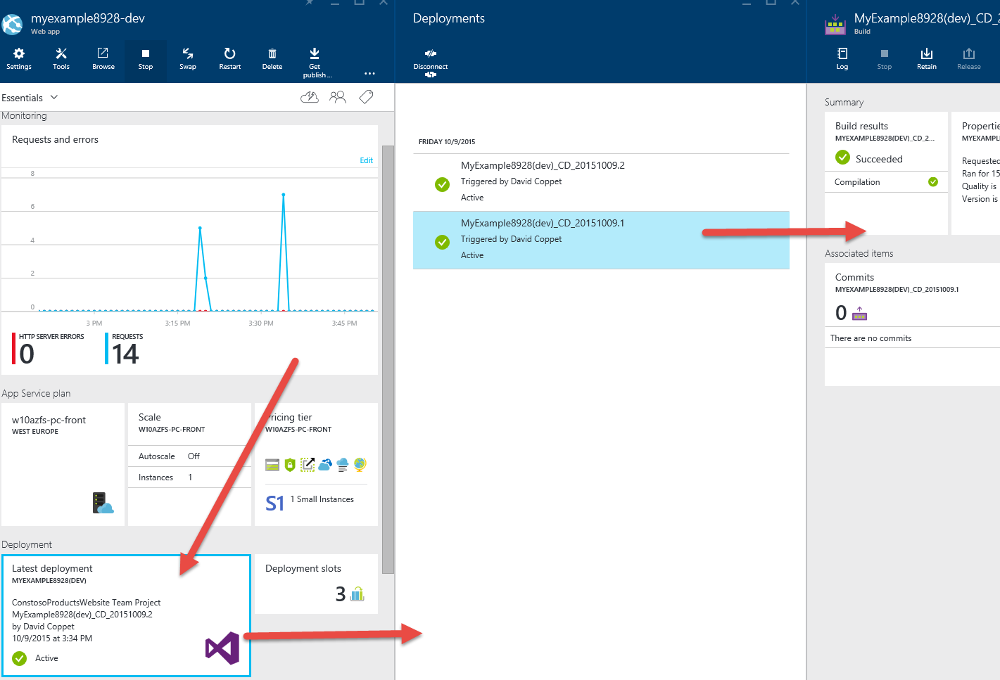 myexample8928-dev
Web app
Settings
Tools
Browse
Stop
Swap
Restart
Delete
Get
publish ...
...
Essentials
Monitoring
Requests and errors
Edit
8
6
4
2
0
3 PM
3:15 PM
3:30 PM
3:45 PM
HTTP SERVER ERRORS
0
REQUESTS
14
App Service plan
w10azfs-pc-front
WEST EUROPE
Scale
W10AZFS-PC-FRONT
Autoscale Off
Instances 1
Pricing tier
W10AZFS-PC-FRONT
S1 1 Small Instances
Deployment
Latest deployment
MYEXAMPLE8928(DEV)
ConstosoProductsWebsite Team Project
MyExample8928(dev)_CD_20151009.2
by David Coppet
10/9/2015 at 3:34 PM
Active
Deployment slots
3
Deployments
Disconnect
FRIDAY 10/9/2015
MyExample8928(dev)_CD_20151009.2
Triggered by David Coppet
Active
MyExample8928(dev)_CD_20151009.1
Triggered by David Coppet
Active
MyExample8928(dev)_CD_2
Build
Log
Stop
Retain
Release
Summary
Build results
MYEXAMPLE8928(DEV)_CD_2...
Succeeded
Compilation
Propertie
MYEXAMPL
Requested
Ran for 15
Quality is
Version is
Associated items
Commits
MYEXAMPLE8928(DEV)_CD_20151009.1
0
There are no commits